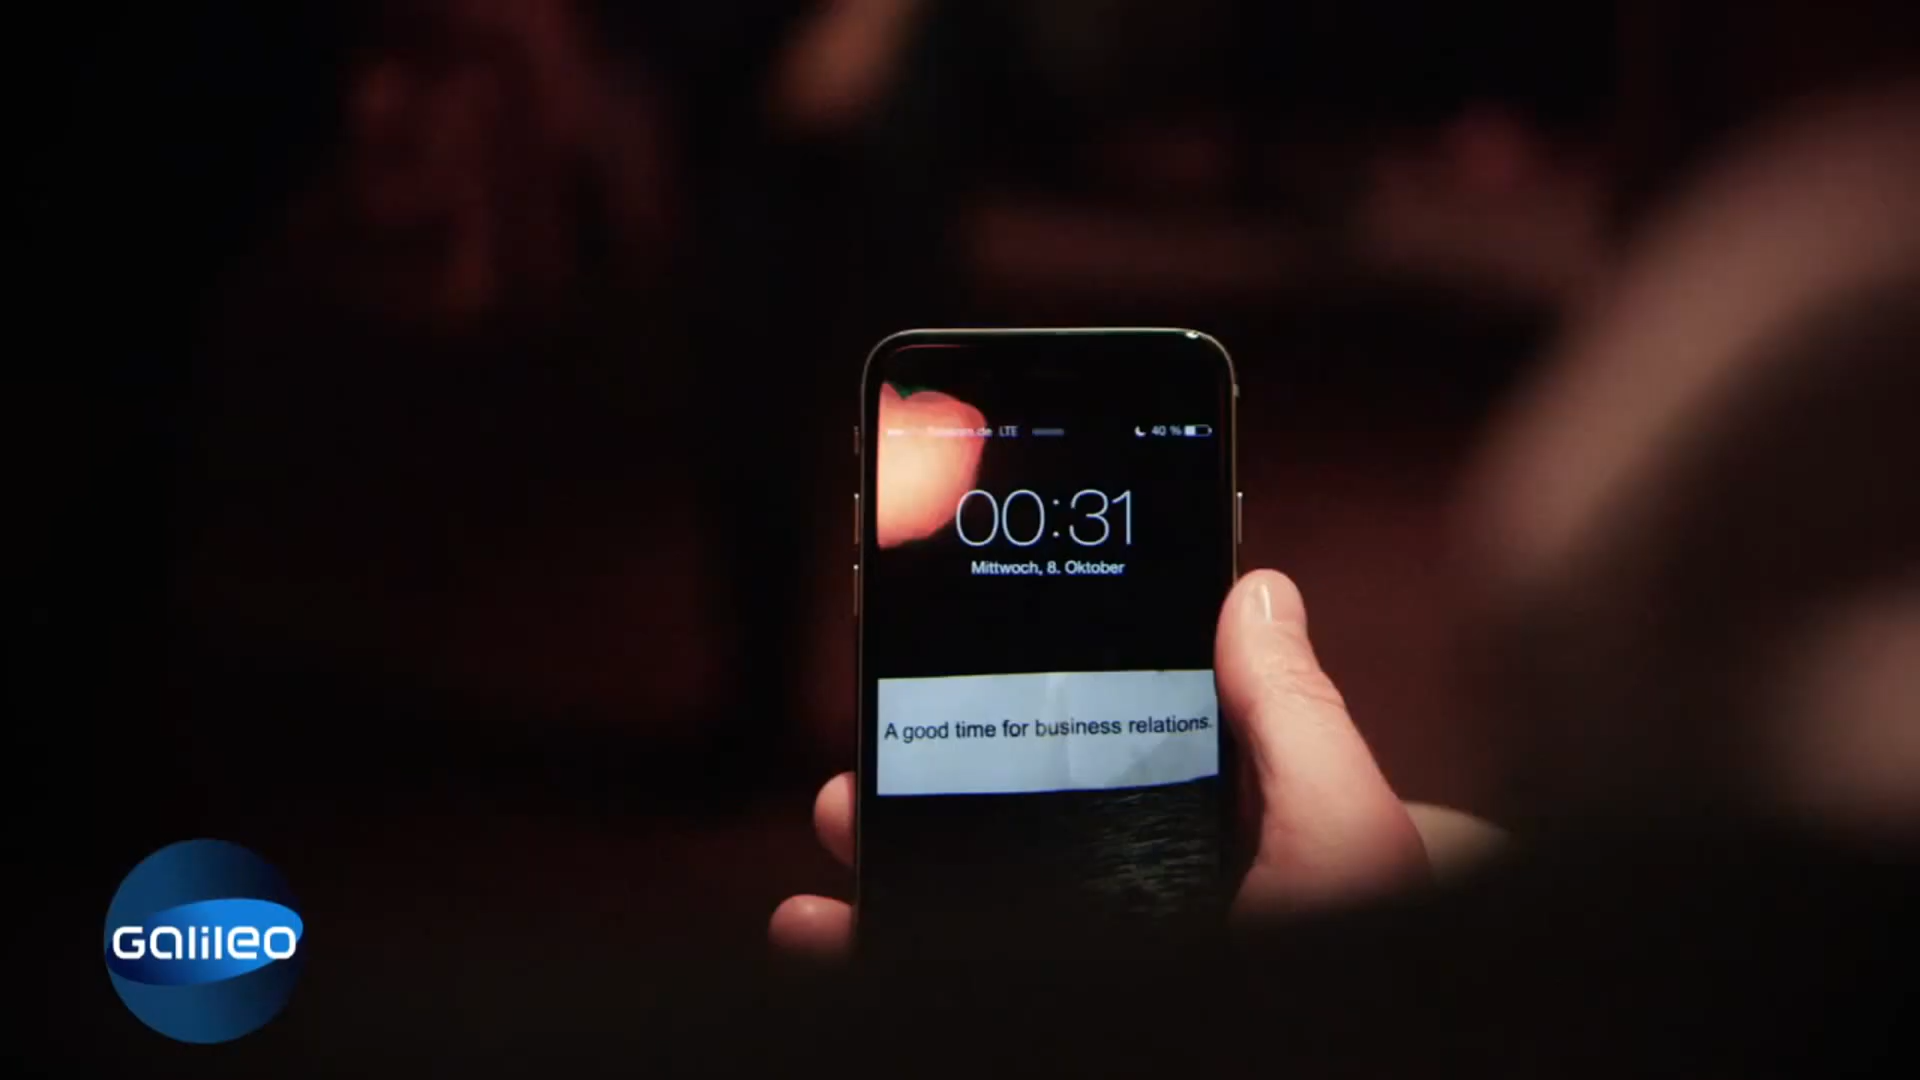 LTE
40 %
00:31
Mittwoch, 8. Oktober
A good time for business relations.
Galileo